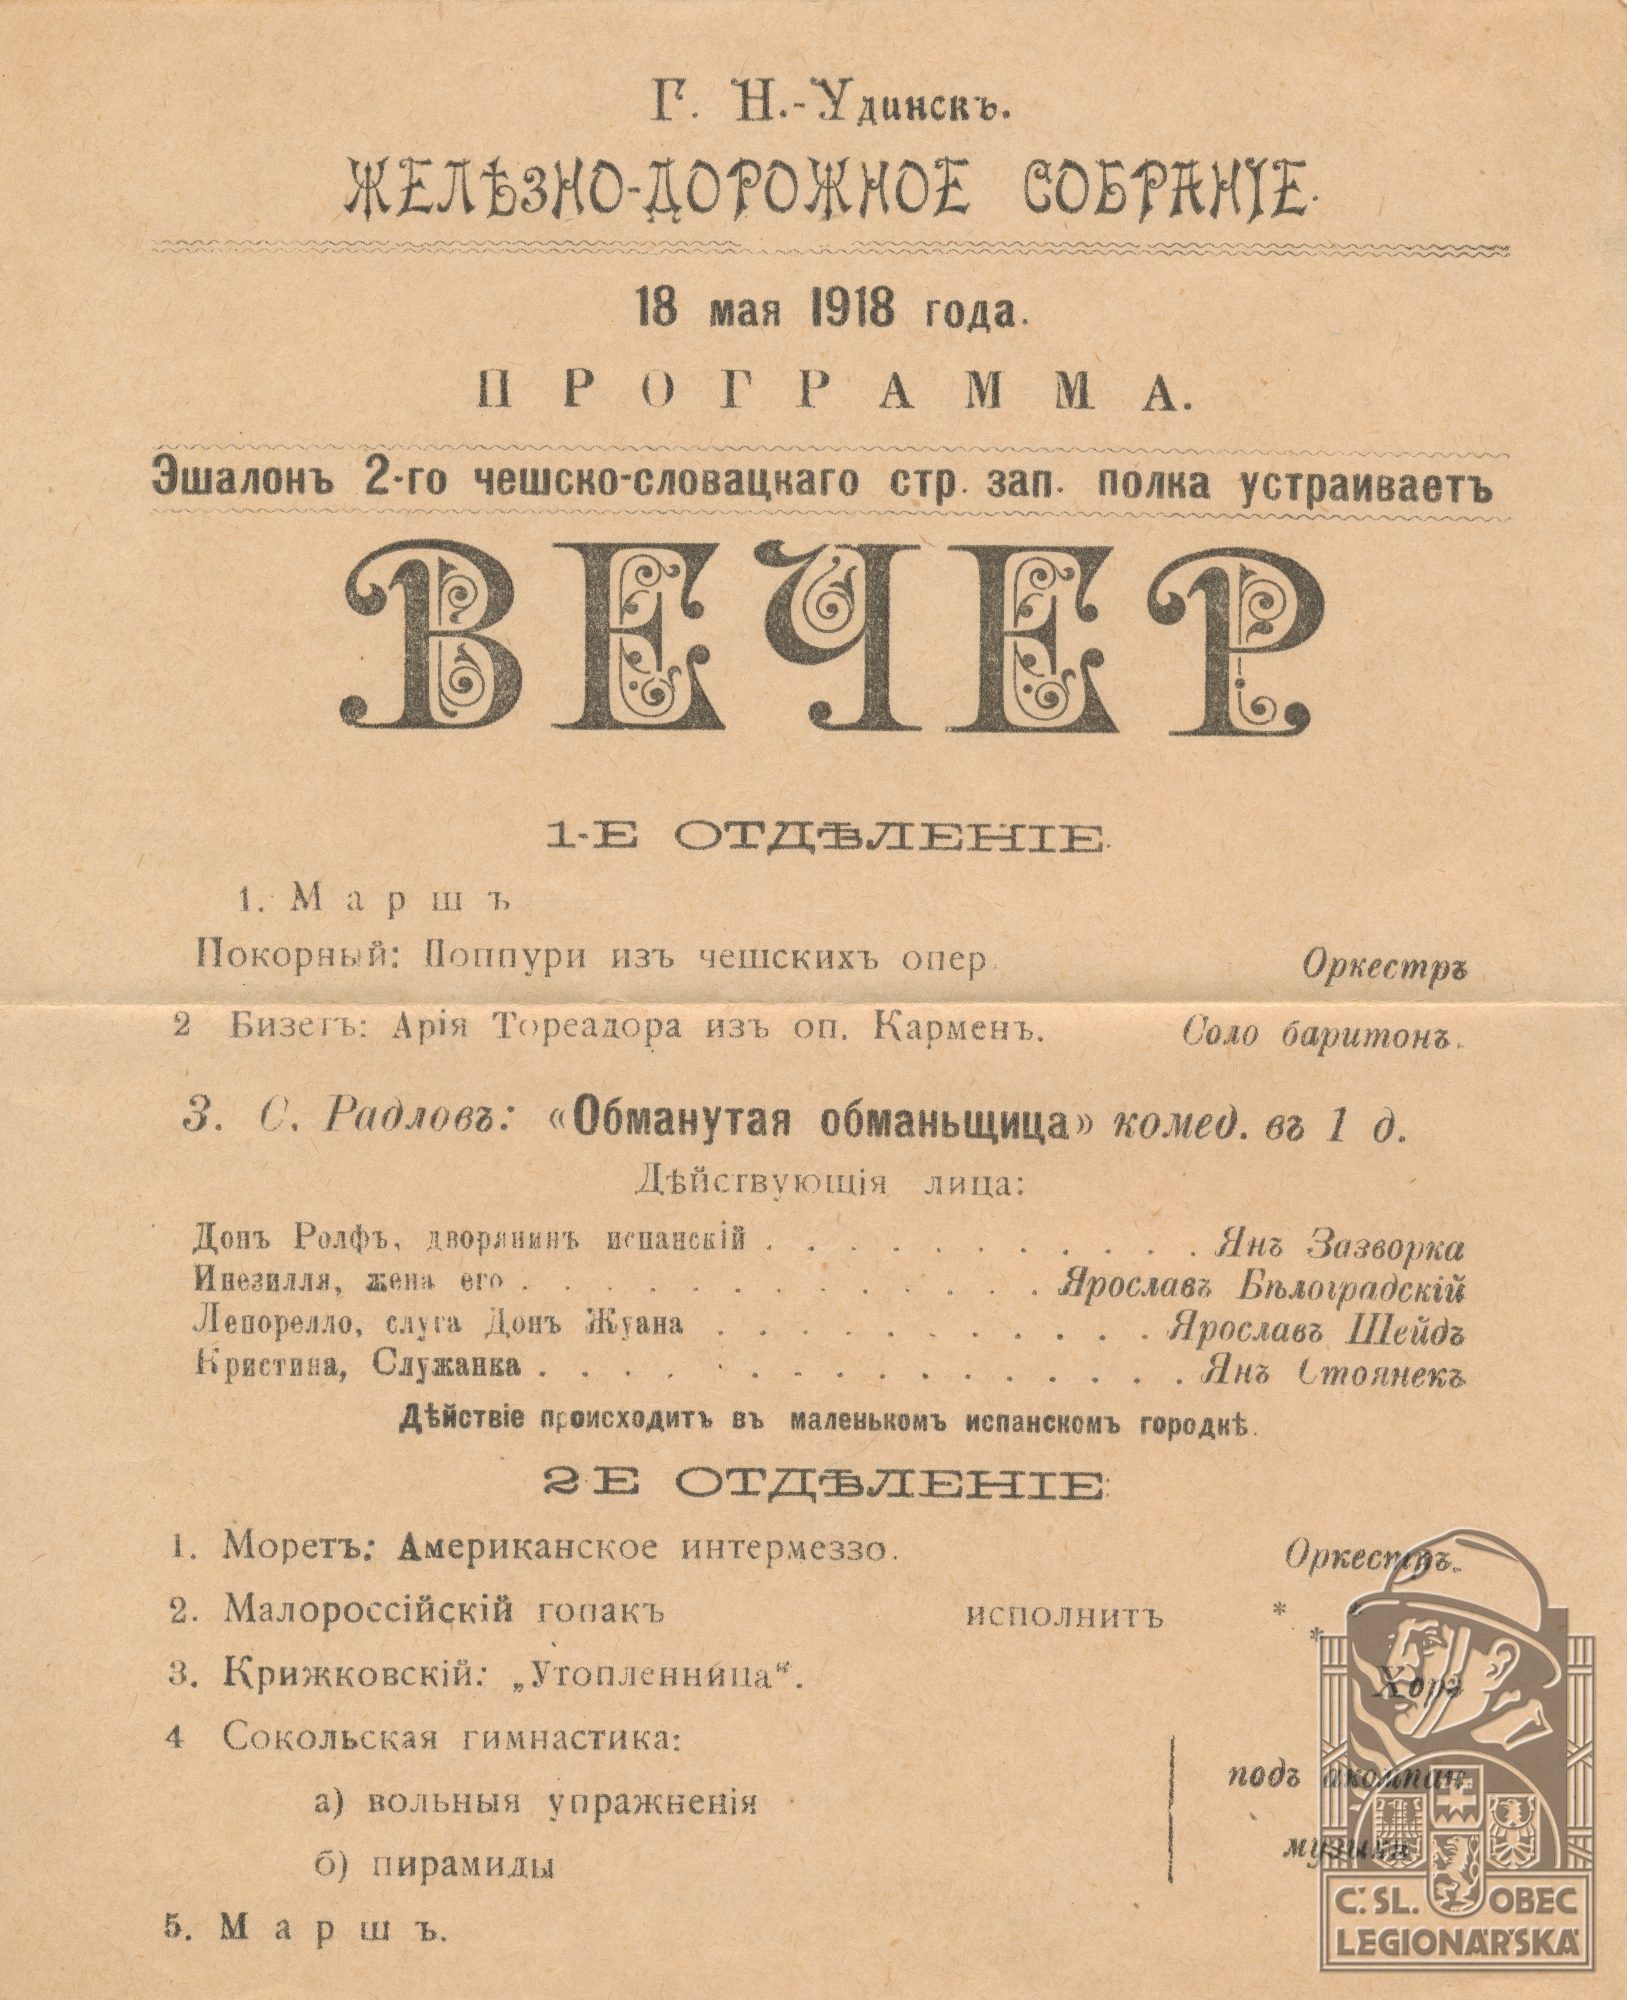 Г. Н.-Удинскъ.
ЖЕЛѢЗНО-ДОРОЖНОЕ СОБРАНІЕ.
18 мая 1918 года.
ПРОГРАММА.
Эшалонъ 2-го чешско-словацкаго стр. зап. полка устраиваетъ
ВЕЧЕР
1-Е ОТДѢЛЕНІЕ.
1. Маршъ
Покорный: Поппури изъ чешскихъ опер. Оркестръ
2 Бизетъ: Арія Тореадора изъ оп. Карменъ. Соло баритонъ.
3. С. Радловъ: «Обманутая обманьщица» комед. въ 1 д.
Дѣйствующія лица:
Донъ Ролфъ, дворянинъ испанскій . . . . . . . . . . . Янъ Зазворка
Инезилля, жена его . . . . . . . . . . . . . Ярославъ Бѣлоградскій
Лепорелло, слуга Донъ Жуана . . . . . . . . . . . Ярославъ Шейдъ
Кристина, Служанка . . . . . . . . . . . . . . . . Янъ Стоянекъ
Дѣйствіе происходитъ въ маленькомъ испанскомъ городкѣ.
2-Е ОТДѢЛЕНІЕ.
1. Моретъ: Американское интермеззо. Оркестръ.
2. Малороссійскій гопакъ исполнитъ * * *
3. Крижковскій: „Утопленница“. Хоръ
4 Сокольская гимнастика:
а) вольныя упражненія подъ акомпан.
б) пирамиды музыки
5. Маршъ.
Č.SL. OBEC
LEGIONÁŘSKÁ